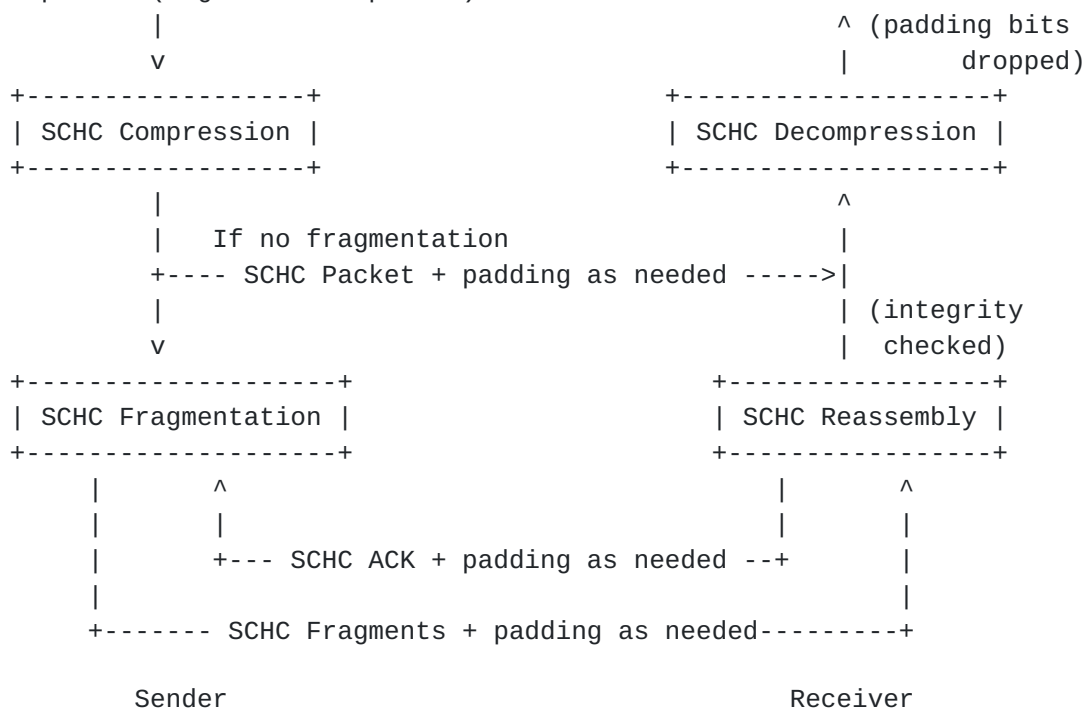 |                                            ^ (padding bits
v                                            |       dropped)
+------------------+                      +--------------------+
| SCHC Compression |                      | SCHC Decompression |
+------------------+                      +--------------------+
|                                            ^
|   If no fragmentation                      |
+---- SCHC Packet + padding as needed ----->|
|                                            | (integrity
v                                            |  checked)
+--------------------+                       +-----------------+
| SCHC Fragmentation |                       | SCHC Reassembly |
+--------------------+                       +-----------------+
|       ^                                   |       ^
|       |                                   |       |
|       +--- SCHC ACK + padding as needed --+       |
|                                                   |
+------- SCHC Fragments + padding as needed---------+
Sender                                    Receiver